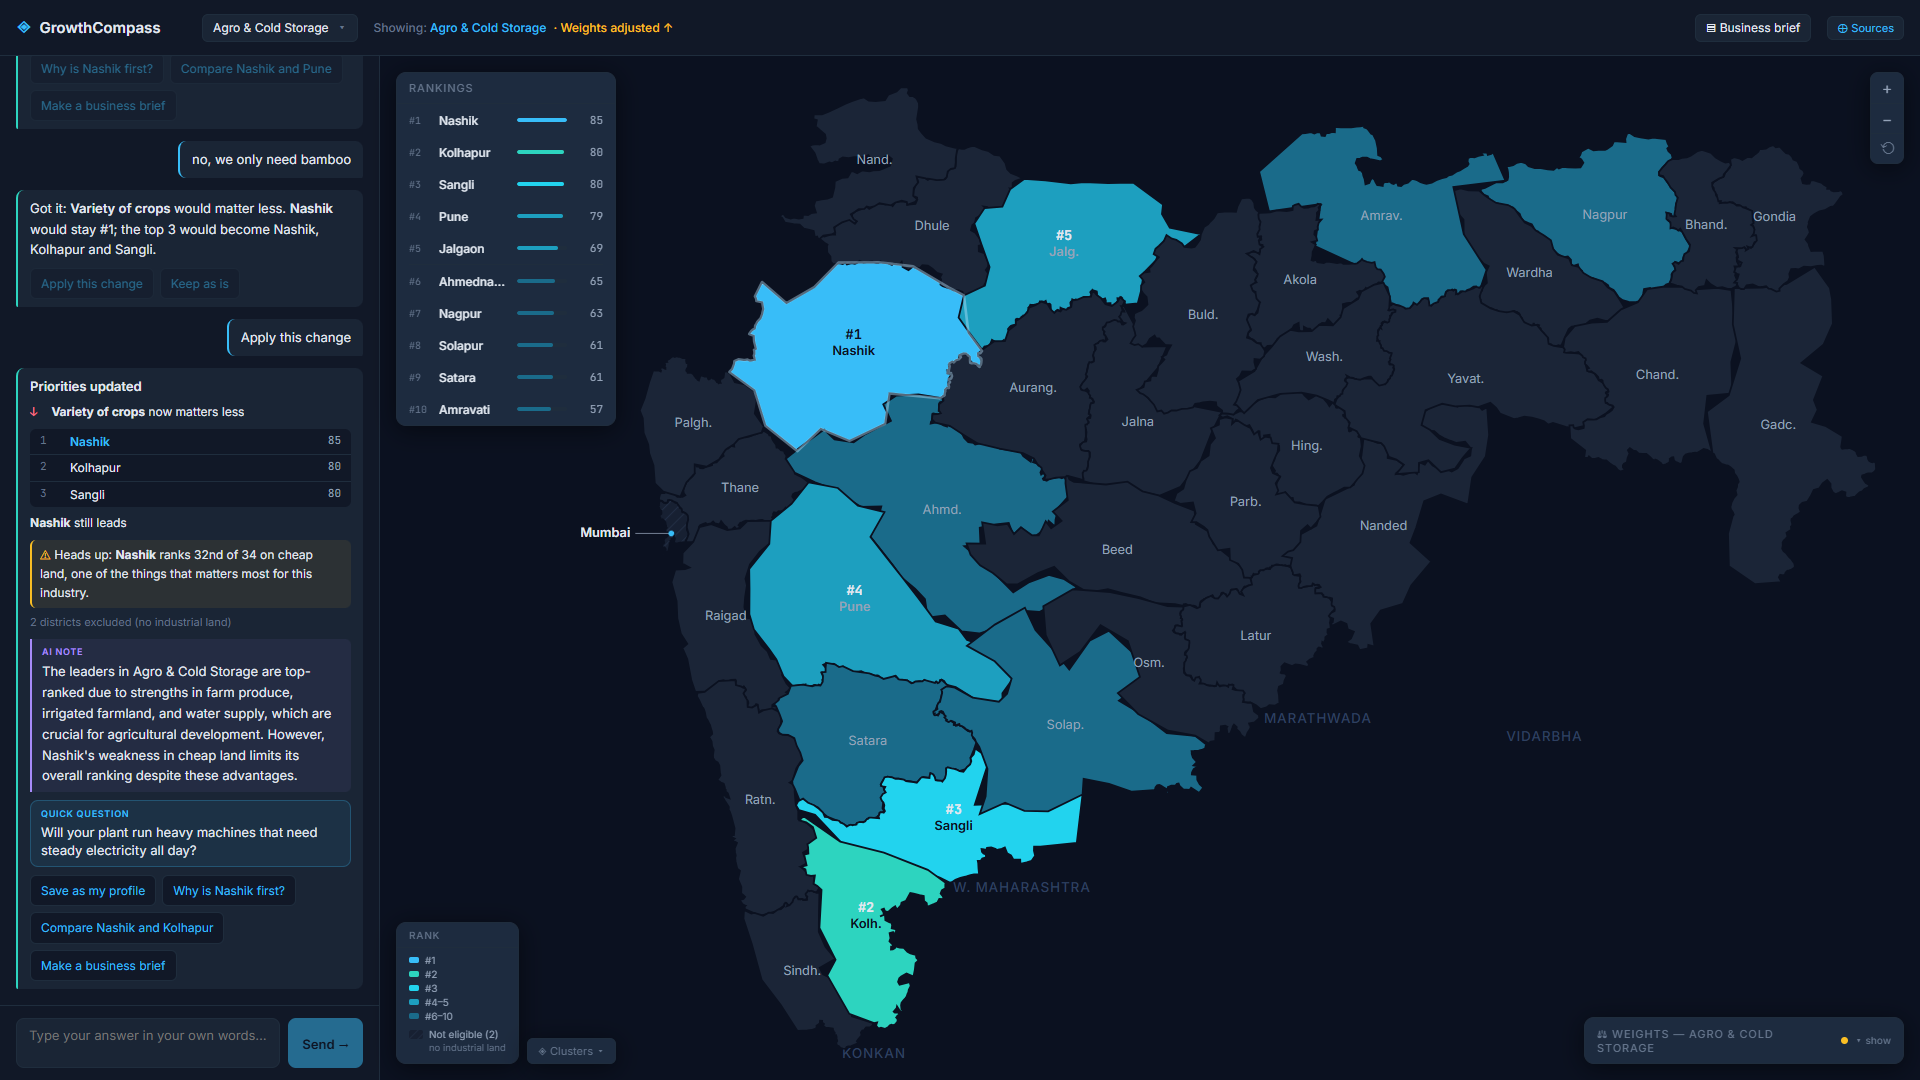 GrowthCompass
Agro & Cold Storage
Showing: Agro & Cold Storage · Weights adjusted ↑
Business brief
Sources
Why is Nashik first?
Compare Nashik and Pune
Make a business brief
no, we only need bamboo
Got it: Variety of crops would matter less. Nashik
would stay #1; the top 3 would become Nashik,
Kolhapur and Sangli.
Apply this change
Keep as is
Apply this change
Priorities updated
↓ Variety of crops now matters less
1 Nashik 85
2 Kolhapur 80
3 Sangli 80
Nashik still leads
⚠ Heads up: Nashik ranks 32nd of 34 on cheap
land, one of the things that matters most for this
industry.
2 districts excluded (no industrial land)
AI NOTE
The leaders in Agro & Cold Storage are top-
ranked due to strengths in farm produce,
irrigated farmland, and water supply, which are
crucial for agricultural development. However,
Nashik's weakness in cheap land limits its
overall ranking despite these advantages.
QUICK QUESTION
Will your plant run heavy machines that need
steady electricity all day?
Save as my profile
Why is Nashik first?
Compare Nashik and Kolhapur
Make a business brief
Type your answer in your own words...
Send →
RANKINGS
#1 Nashik 85
#2 Kolhapur 80
#3 Sangli 80
#4 Pune 79
#5 Jalgaon 69
#6 Ahmedna... 65
#7 Nagpur 63
#8 Solapur 61
#9 Satara 61
#10 Amravati 57
+
−
Nand.
Dhule
#5
Jalg.
Amrav.
Nagpur
Bhand.
Gondia
Akola
Wardha
Buld.
#1
Nashik
Wash.
Yavat.
Chand.
Aurang.
Palgh.
Jalna
Hing.
Gadc.
Thane
Ahmd.
Parb.
Nanded
Mumbai
Beed
#4
Pune
Raigad
Latur
Osm.
MARATHWADA
Solap.
VIDARBHA
Satara
Ratn.
#3
Sangli
W. MAHARASHTRA
#2
Kolh.
Sindh.
KONKAN
RANK
#1
#2
#3
#4–5
#6–10
Not eligible (2)
no industrial land
Clusters
WEIGHTS — AGRO & COLD
STORAGE
show